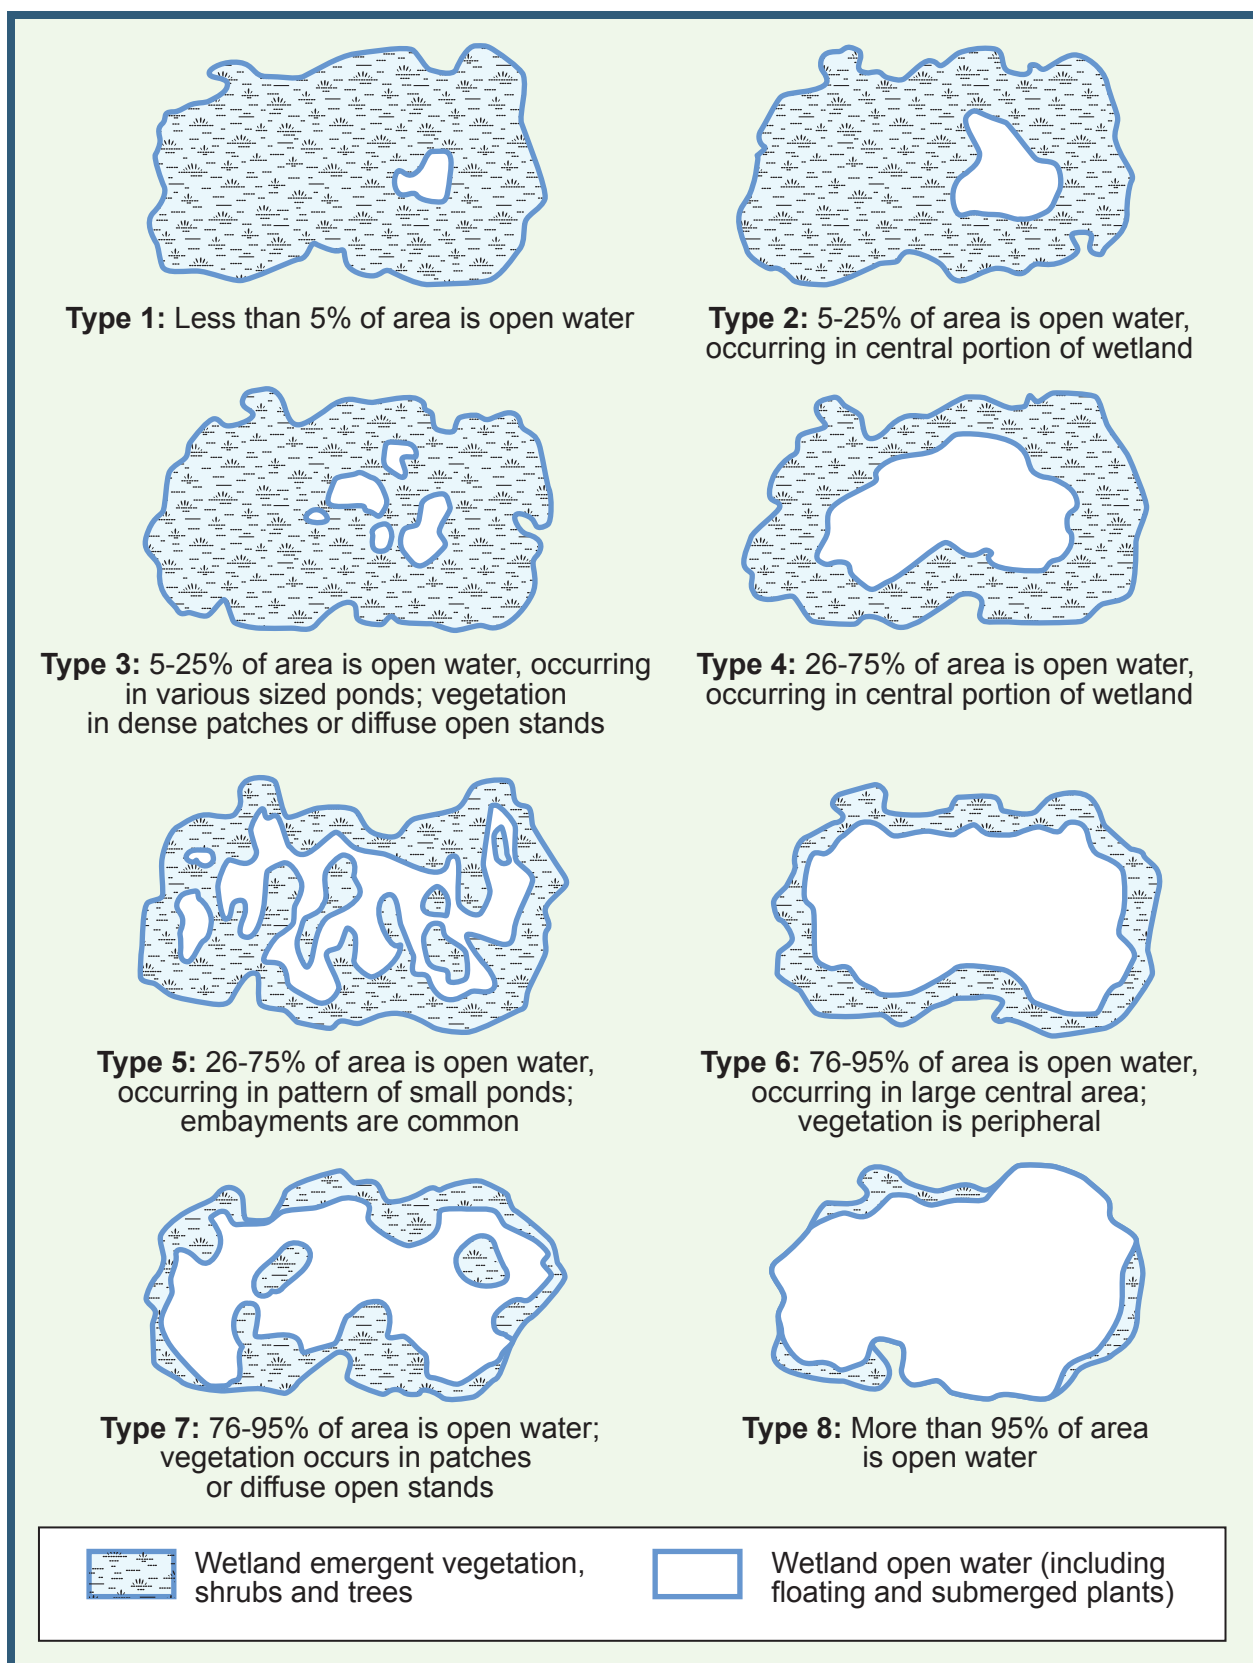 Type 1: Less than 5% of area is open water
Type 2: 5-25% of area is open water,
occurring in central portion of wetland
Type 3: 5-25% of area is open water, occurring
in various sized ponds; vegetation
in dense patches or diffuse open stands
Type 4: 26-75% of area is open water,
occurring in central portion of wetland
Type 5: 26-75% of area is open water,
occurring in pattern of small ponds;
embayments are common
Type 6: 76-95% of area is open water,
occurring in large central area;
vegetation is peripheral
Type 7: 76-95% of area is open water;
vegetation occurs in patches
or diffuse open stands
Type 8: More than 95% of area
is open water
Wetland emergent vegetation,
shrubs and trees
Wetland open water (including
floating and submerged plants)